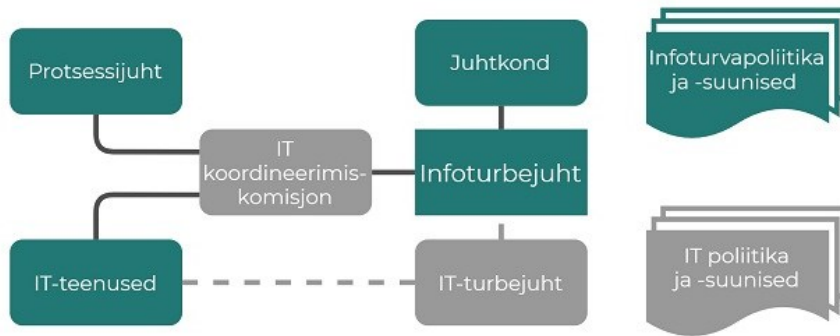 Protsessijuht
Juhtkond
Infoturvapoliitika
ja -suunised
IT
koordineerimis-
komisjon
Infoturbejuht
IT-teenused
IT-turbejuht
IT poliitika
ja -suunised